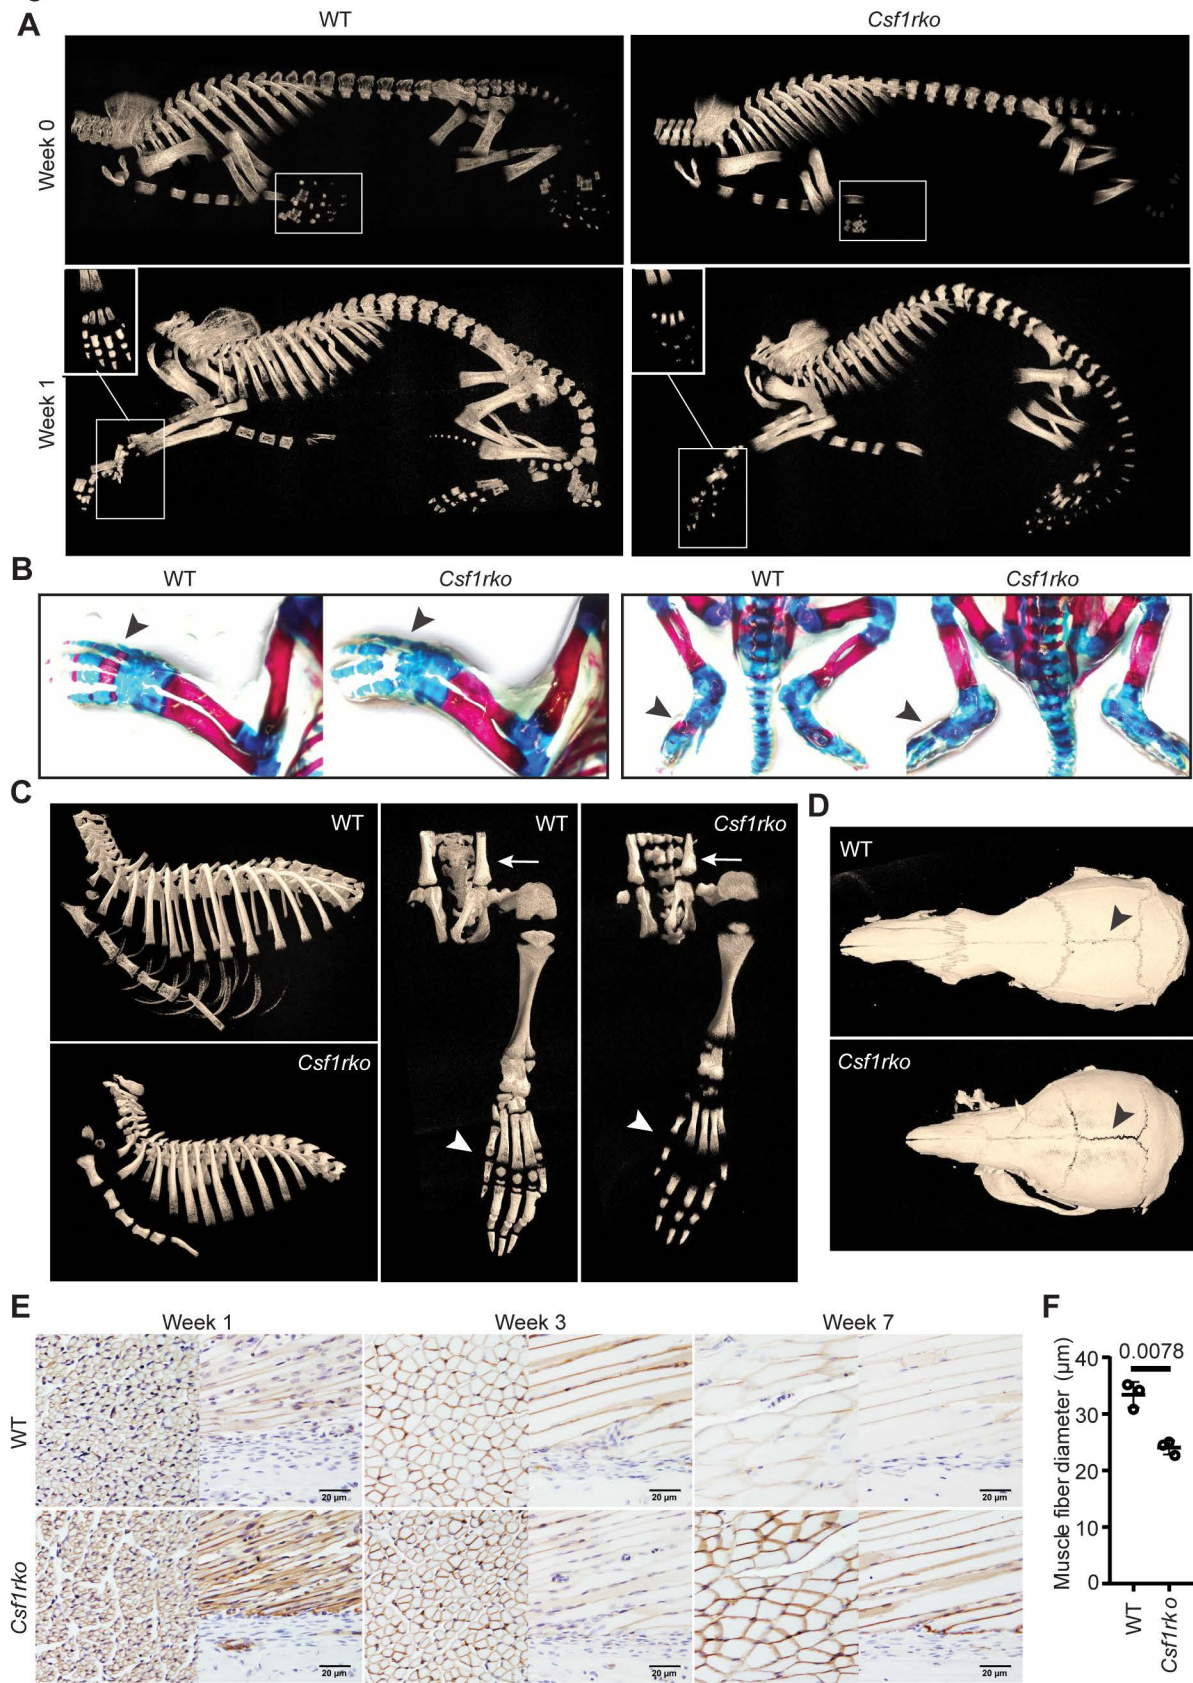 A
WT
Csf1rko
Week 0
Week 1
B
WT
Csf1rko
WT
Csf1rko
C
WT
WT
Csf1rko
Csf1rko
D
WT
Csf1rko
E
Week 1
Week 3
Week 7
WT
20 µm
20 µm
20 µm
Csf1rko
20 µm
20 µm
20 µm
F
0.0078
Muscle fiber diameter (µm)
40
30
20
10
0
WT
Csf1rko